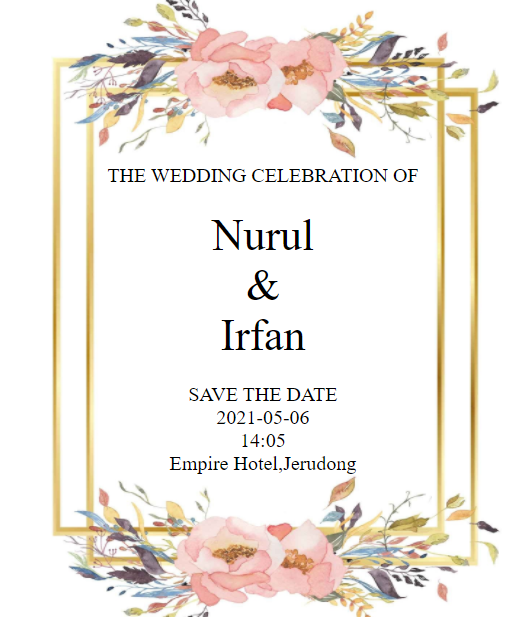 THE WEDDING CELEBRATION OF
Nurul
&
Irfan
SAVE THE DATE
2021-05-06
14:05
Empire Hotel,Jerudong